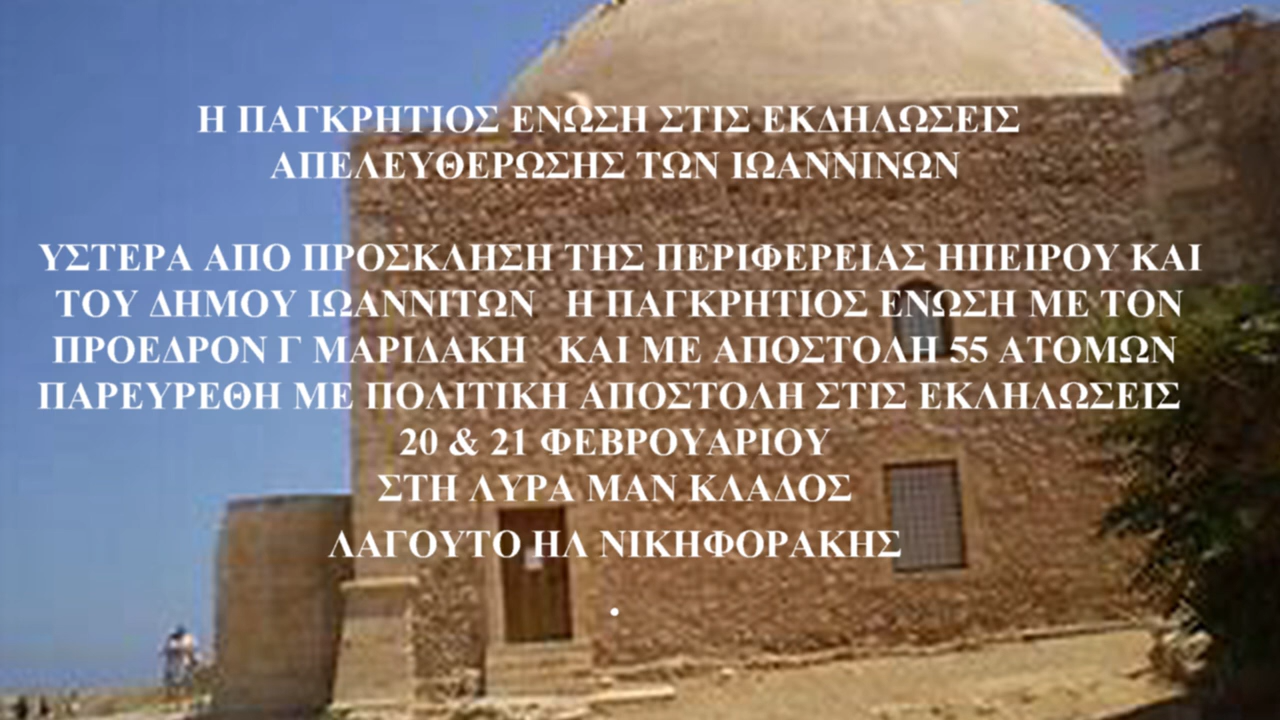 Η ΠΑΓΚΡΗΤΙΟΣ ΕΝΩΣΗ ΣΤΙΣ ΕΚΔΗΛΩΣΕΙΣ
ΑΠΕΛΕΥΘΕΡΩΣΗΣ ΤΩΝ ΙΩΑΝΝΙΝΩΝ
ΥΣΤΕΡΑ ΑΠΟ ΠΡΟΣΚΛΗΣΗ ΤΗΣ ΠΕΡΙΦΕΡΕΙΑΣ ΗΠΕΙΡΟΥ ΚΑΙ
ΤΟΥ ΔΗΜΟΥ ΙΩΑΝΝΙΤΩΝ Η ΠΑΓΚΡΗΤΙΟΣ ΕΝΩΣΗ ΜΕ ΤΟΝ
ΠΡΟΕΔΡΟΝ Γ ΜΑΡΙΔΑΚΗ ΚΑΙ ΜΕ ΑΠΟΣΤΟΛΗ 55 ΑΤΟΜΩΝ
ΠΑΡΕΥΡΕΘΗ ΜΕ ΠΟΛΙΤΙΚΗ ΑΠΟΣΤΟΛΗ ΣΤΙΣ ΕΚΛΗΛΩΣΕΙΣ
20 & 21 ΦΕΒΡΟΥΑΡΙΟΥ
ΣΤΗ ΛΥΡΑ ΜΑΝ ΚΛΑΔΟΣ
ΛΑΓΟΥΤΟ ΗΛ ΝΙΚΗΦΟΡΑΚΗΣ
.